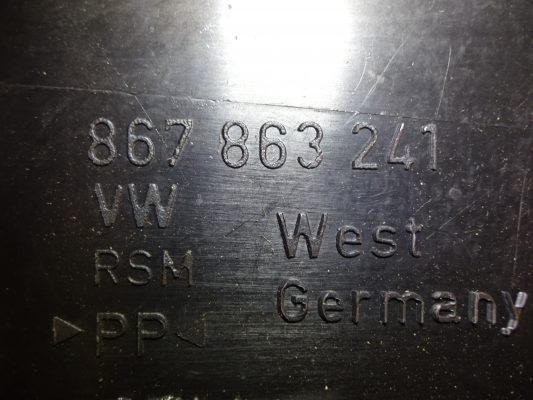 867 863 241
VW
RSM
West
Germany
>PP<